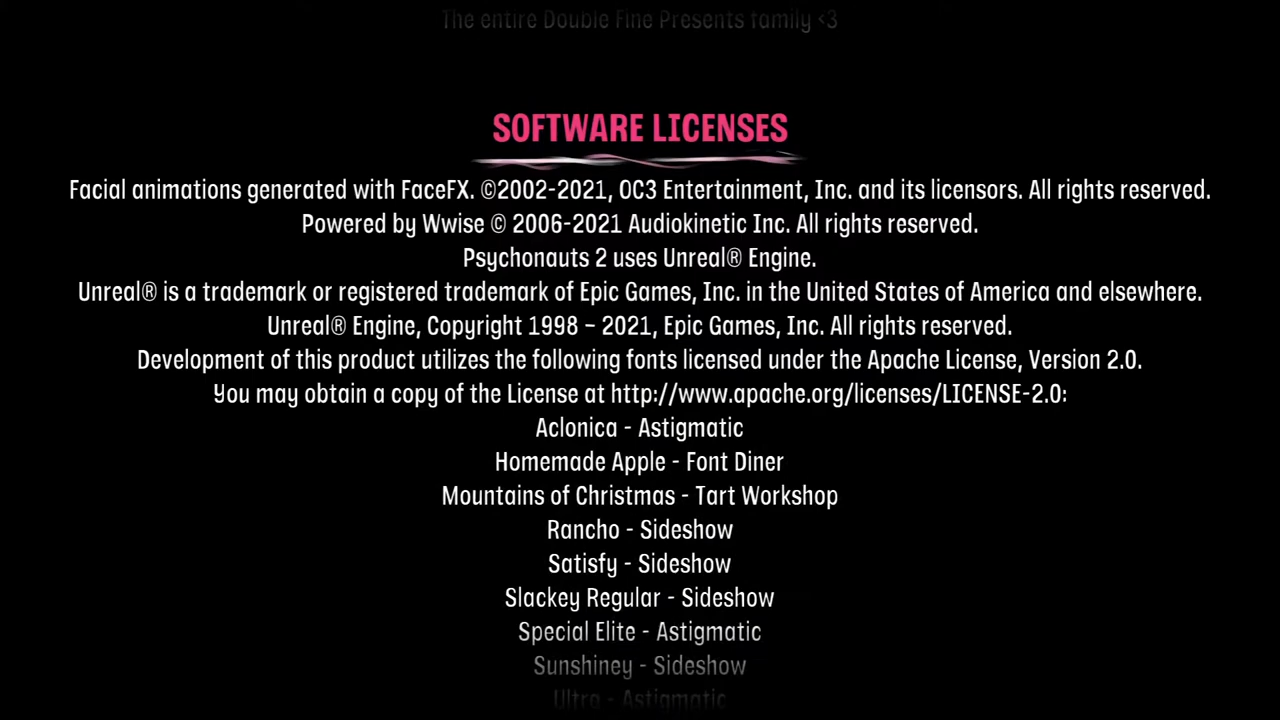 The entire Double Fine Presents family <3
SOFTWARE LICENSES
Facial animations generated with FaceFX. ©2002-2021, OC3 Entertainment, Inc. and its licensors. All rights reserved.
Powered by Wwise © 2006-2021 Audiokinetic Inc. All rights reserved.
Psychonauts 2 uses Unreal® Engine.
Unreal® is a trademark or registered trademark of Epic Games, Inc. in the United States of America and elsewhere.
Unreal® Engine, Copyright 1998 – 2021, Epic Games, Inc. All rights reserved.
Development of this product utilizes the following fonts licensed under the Apache License, Version 2.0.
You may obtain a copy of the License at http://www.apache.org/licenses/LICENSE-2.0:
Aclonica - Astigmatic
Homemade Apple - Font Diner
Mountains of Christmas - Tart Workshop
Rancho - Sideshow
Satisfy - Sideshow
Slackey Regular - Sideshow
Special Elite - Astigmatic
Sunshiney - Sideshow
Ultra - Astigmatic